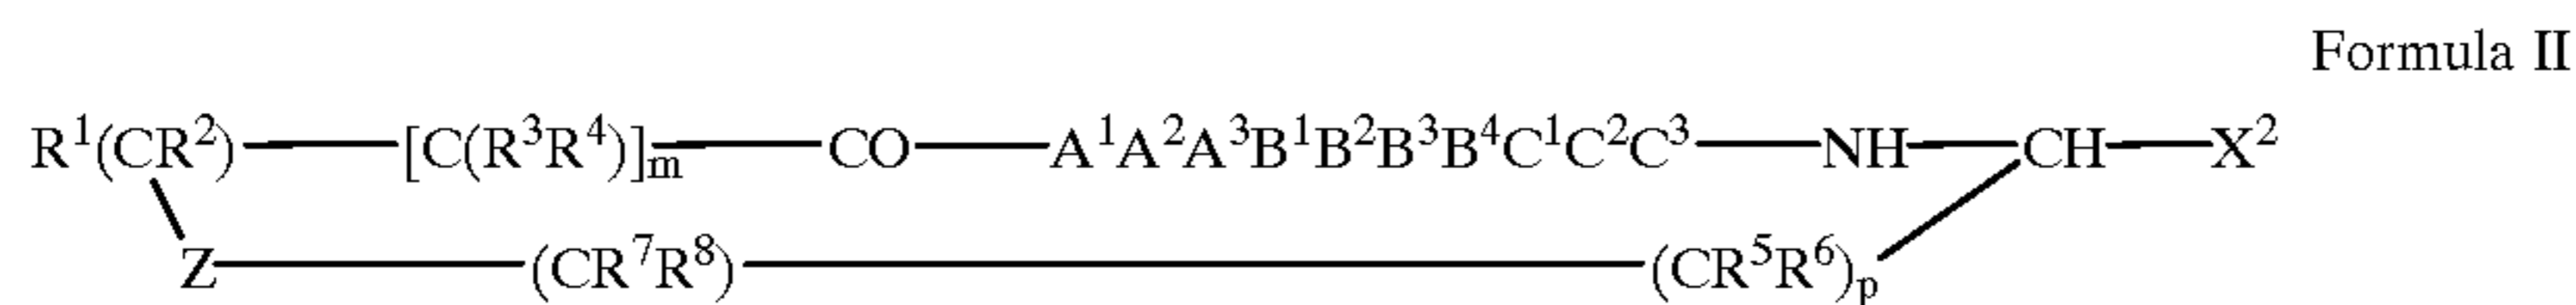 Formula II
R¹(CR²)—[C(R³R⁴)]ₘ—CO—A¹A²A³B¹B²B³B⁴C¹C²C³—NH—CH—X²
Z—(CR⁷R⁸)—(CR⁵R⁶)ₚ